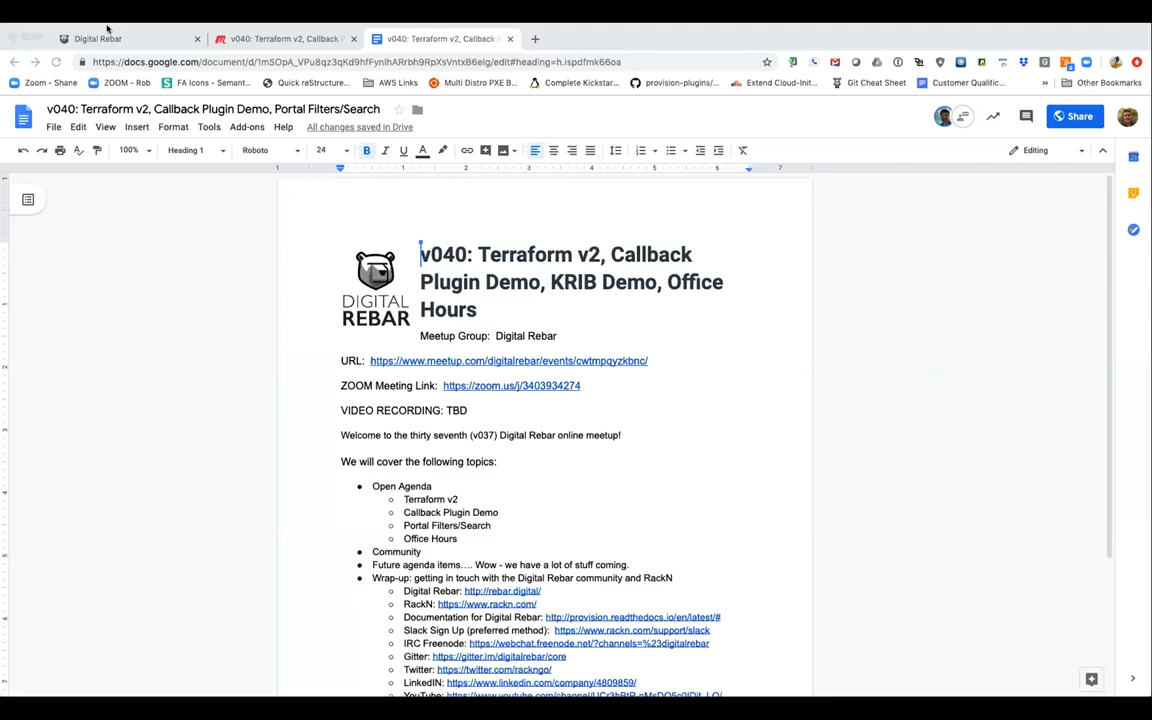 Digital Rebar
v040: Terraform v2, Callback P
v040: Terraform v2, Callback P
https://docs.google.com/document/d/1mSOpA_VPu8qz3qKd9hfFynlhARrbh9RpXsVntxB6elg/edit#heading=h.ispdfmk66oa
Zoom - Shane
ZOOM - Rob
FA Icons - Semant...
Quick reStructure...
AWS Links
Multi Distro PXE B...
Complete Kickstar...
provision-plugins/...
Extend Cloud-Init...
Git Cheet Sheet
Customer Qualific...
»
Other Bookmarks
v040: Terraform v2, Callback Plugin Demo, Portal Filters/Search
File Edit View Insert Format Tools Add-ons Help All changes saved in Drive
Share
100% Heading 1 Roboto 24 B I U A Editing
1 1 2 3 4 5 6 7
DIGITAL
REBAR
v040: Terraform v2, Callback
Plugin Demo, KRIB Demo, Office
Hours
Meetup Group: Digital Rebar
URL: https://www.meetup.com/digitalrebar/events/cwtmpqyzkbnc/
ZOOM Meeting Link: https://zoom.us/j/3403934274
VIDEO RECORDING: TBD
Welcome to the thirty seventh (v037) Digital Rebar online meetup!
We will cover the following topics:
● Open Agenda
○ Terraform v2
○ Callback Plugin Demo
○ Portal Filters/Search
○ Office Hours
● Community
● Future agenda items.... Wow - we have a lot of stuff coming.
● Wrap-up: getting in touch with the Digital Rebar community and RackN
○ Digital Rebar: http://rebar.digital/
○ RackN: https://www.rackn.com/
○ Documentation for Digital Rebar: http://provision.readthedocs.io/en/latest/#
○ Slack Sign Up (preferred method): https://www.rackn.com/support/slack
○ IRC Freenode: https://webchat.freenode.net/?channels=%23digitalrebar
○ Gitter: https://gitter.im/digitalrebar/core
○ Twitter: https://twitter.com/rackngo/
○ LinkedIN: https://www.linkedin.com/company/4809859/